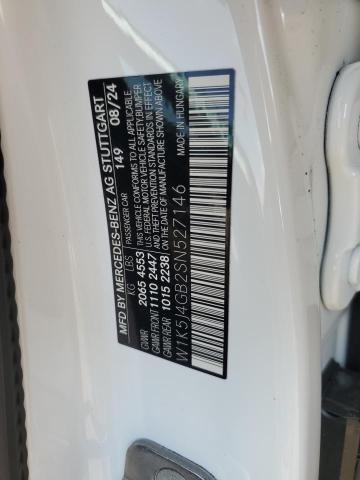 MFD BY MERCEDES-BENZ AG STUTTGART
PASSENGER CAR 149 08/24
KG LBS
GVWR 2065 4553
GAWR FRONT 1110 2447
GAWR REAR 1015 2238
THIS VEHICLE CONFORMS TO ALL APPLICABLE
U.S. FEDERAL MOTOR VEHICLE SAFETY, BUMPER
AND THEFT PREVENTION STANDARDS IN EFFECT
ON THE DATE OF MANUFACTURE SHOWN ABOVE
MADE IN HUNGARY
W1K5J4GB2SN527146